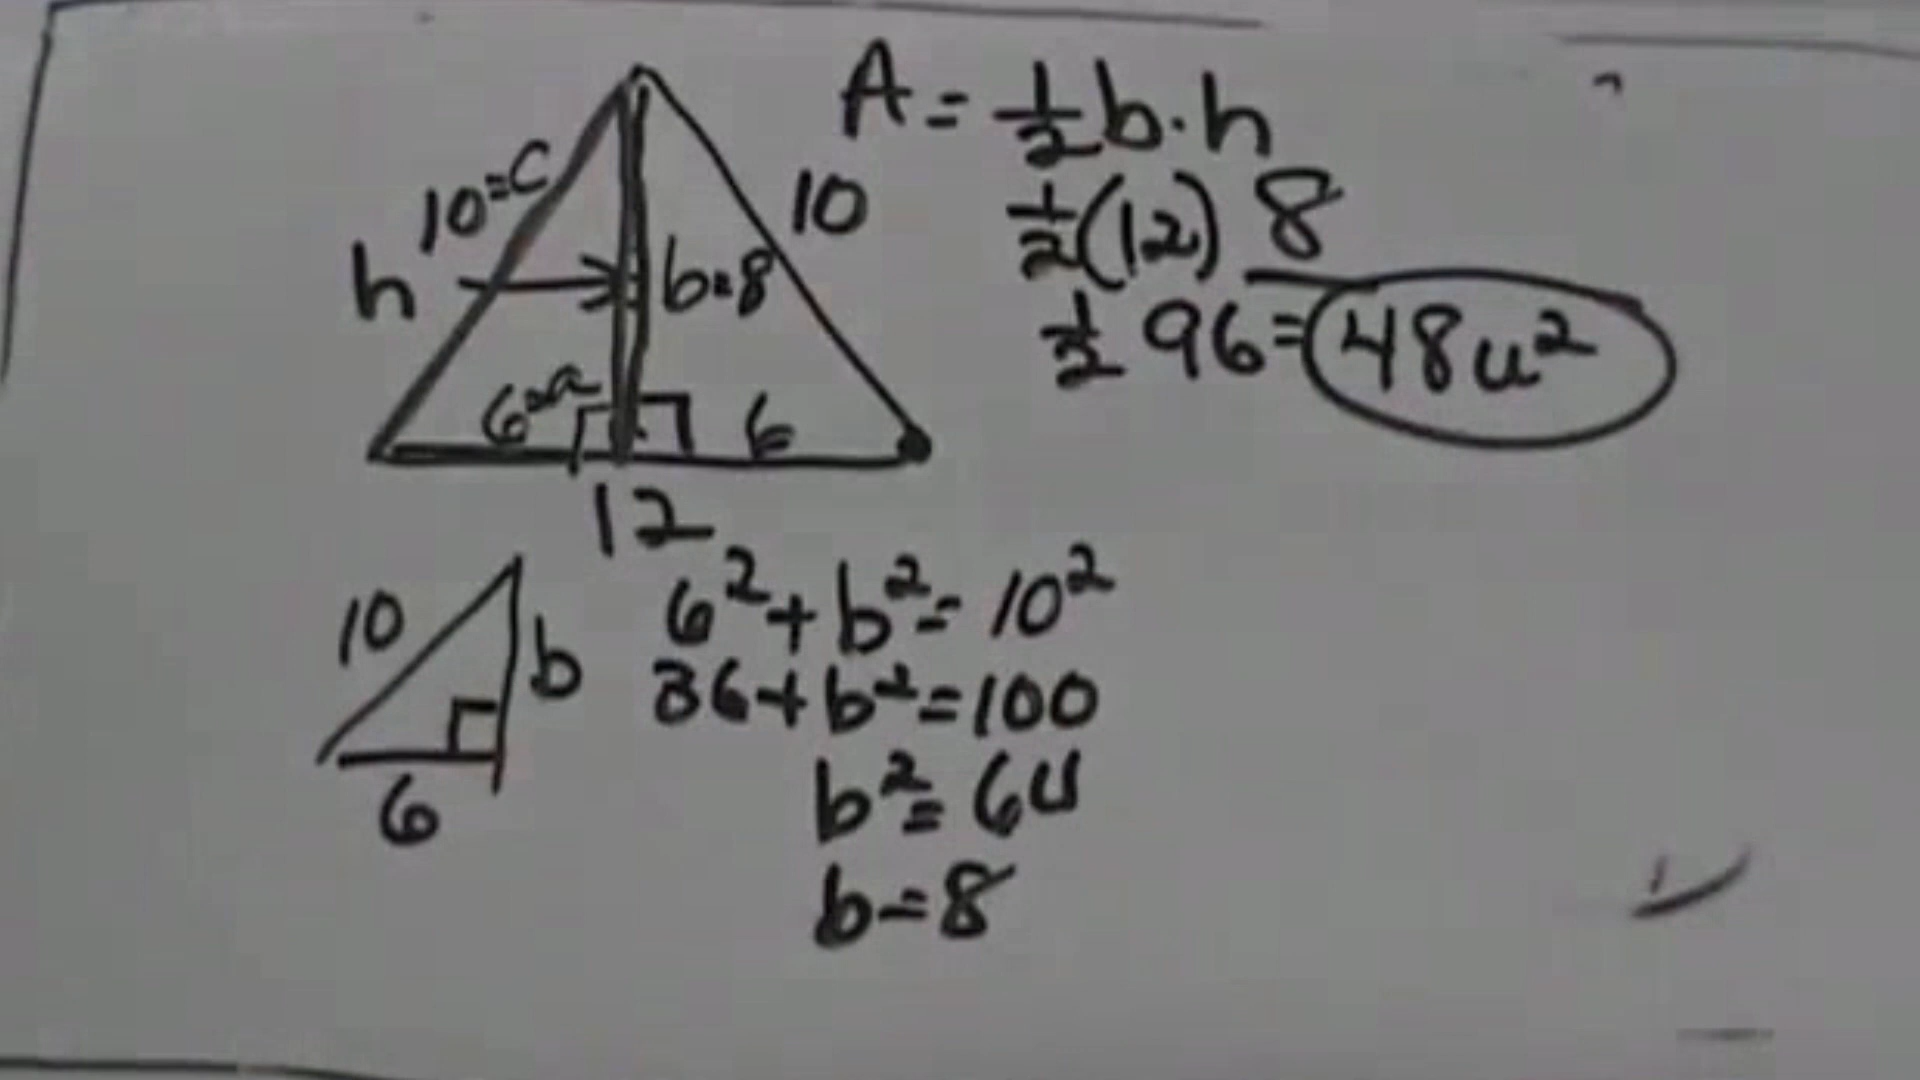 A = 1/2 b · h
10 = c
10
1/2 (12) 8
h
b = 8
1/2 96 = 48u²
6 = a
6
12
6² + b² = 10²
10
b
36 + b² = 100
6
b² = 64
b = 8